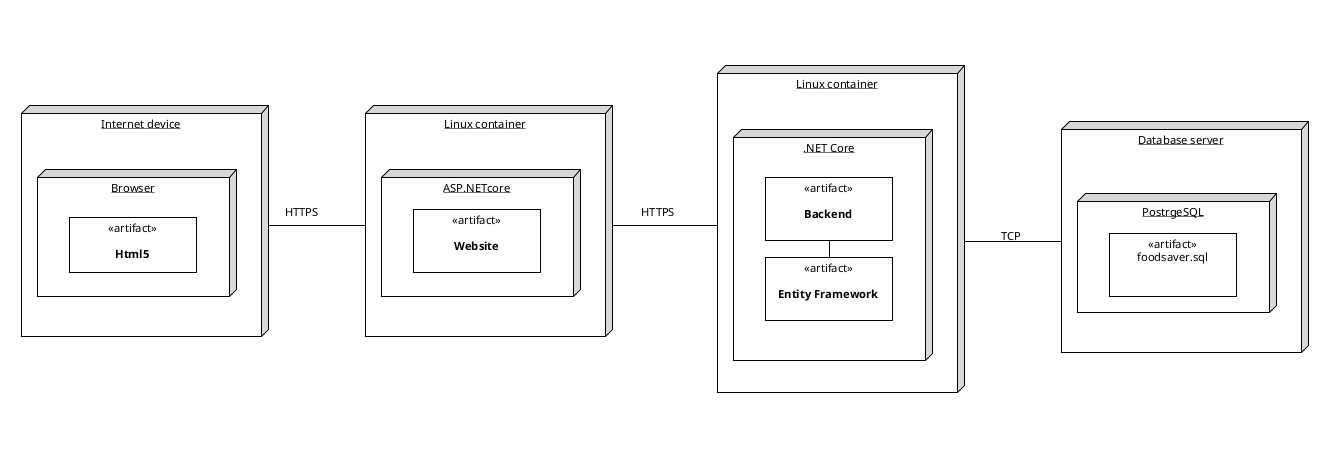 Internet device
Browser
«artifact»
Html5
HTTPS
Linux container
ASP.NETcore
«artifact»
Website
HTTPS
Linux container
.NET Core
«artifact»
Backend
«artifact»
Entity Framework
TCP
Database server
PostrgeSQL
«artifact»
foodsaver.sql